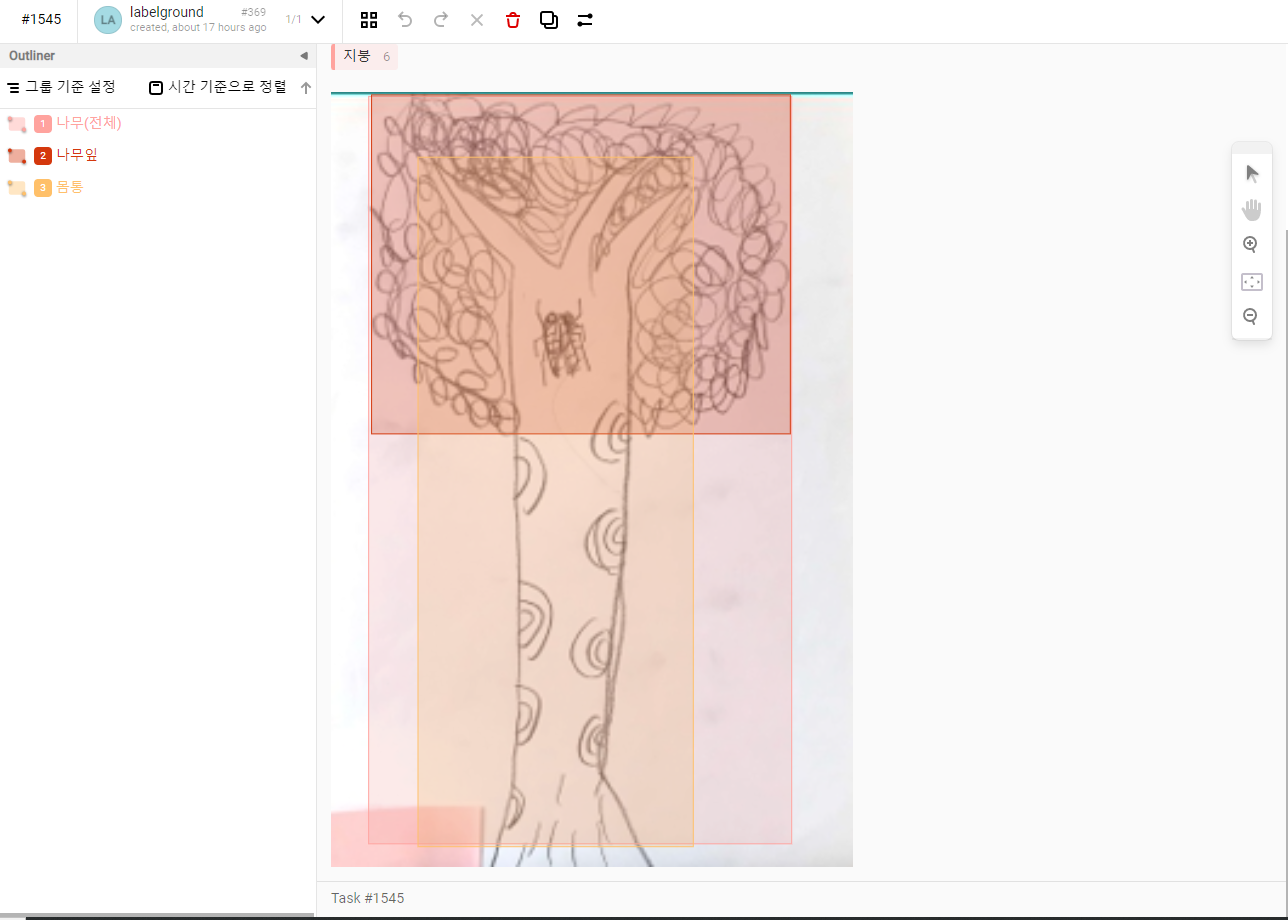 #1545
LA
labelground
#369
created, about 17 hours ago
1/1
Outliner
지붕 6
그룹 기준 설정
시간 기준으로 정렬
1 나무(전체)
2 나무잎
3 몸통
Task #1545